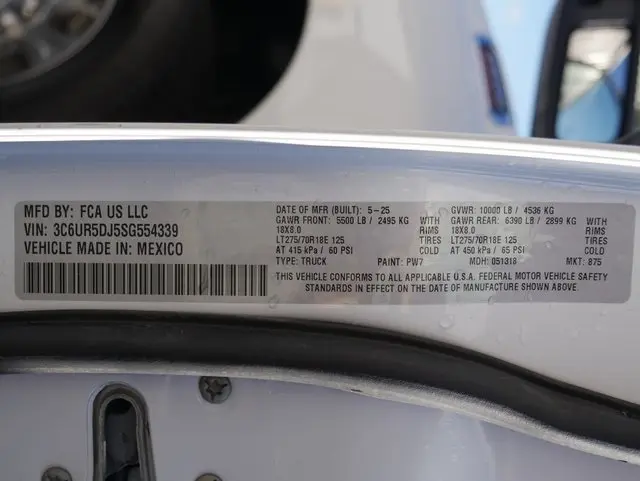 MFD BY: FCA US LLC
VIN: 3C6UR5DJ5SG554339
VEHICLE MADE IN: MEXICO
DATE OF MFR (BUILT): 5-25 GVWR: 10000 LB / 4536 KG
GAWR FRONT: 5500 LB / 2495 KG WITH GAWR REAR: 6390 LB / 2899 KG WITH
18X8.0 RIMS 18X8.0 RIMS
LT275/70R18E 125 TIRES LT275/70R18E 125 TIRES
AT 415 kPa / 60 PSI COLD AT 450 kPa / 65 PSI COLD
TYPE: TRUCK PAINT: PW7 MDH: 051318 MKT: 875
THIS VEHICLE CONFORMS TO ALL APPLICABLE U.S.A. FEDERAL MOTOR VEHICLE SAFETY
STANDARDS IN EFFECT ON THE DATE OF MANUFACTURE SHOWN ABOVE.